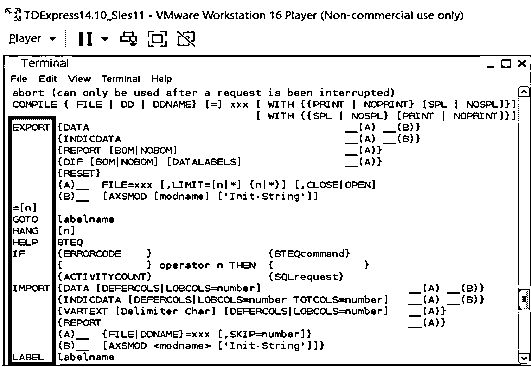 TDExpress14.10_Sles11 - VMware Workstation 16 Player (Non-commercial use only)
Player
Terminal
File Edit View Terminal Help
abort (can only be used after a request is interrupted)
COMPILE { FILE | DD | DDNAME} [=] xxx [ WITH {{PRINT | NOPRINT} {SPL | NOSPL}}]
[ WITH {{SPL | NOSPL} {PRINT | NOPRINT}}]
EXPORT {DATA __(A) __(B)}
{INDICDATA __(A) __(B)}
{REPORT [BOM|NOBOM] __(A)}
{DIF [BOM|NOBOM] [DATALABELS] __(A)}
{RESET}
(A)__ FILE=xxx [,LIMIT=[n|*] {n|*}] [,CLOSE|OPEN]
(B)__ [AXSMOD [modname] ['Init-String']]
=[n]
GOTO labelname
HANG [n]
HELP BTEQ
IF {ERRORCODE } {BTEQcommand}
{ } operator n THEN { }
{ACTIVITYCOUNT} {SQLrequest}
IMPORT {DATA [DEFERCOLS|LOBCOLS=number] __(A) __(B)}
{INDICDATA [DEFERCOLS|LOBCOLS=number TOTCOLS=number] __(A) __(B)}
{VARTEXT [Delimiter Char] [DEFERCOLS|LOBCOLS=number] __(A)}
{REPORT __(A)}
(A)__ {FILE|DDNAME}=xxx [,SKIP=number]}
(B)__ [AXSMOD <modname> ['Init-String']]}
LABEL labelname